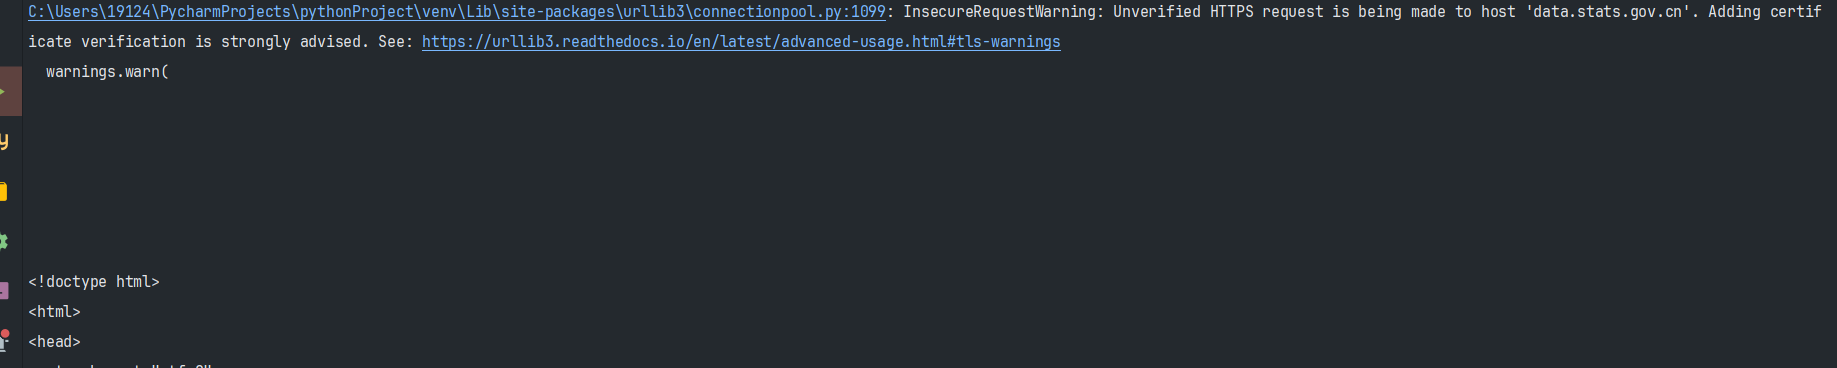 C:\Users\19124\PycharmProjects\pythonProject\venv\Lib\site-packages\urllib3\connectionpool.py:1099: InsecureRequestWarning: Unverified HTTPS request is being made to host 'data.stats.gov.cn'. Adding certif
icate verification is strongly advised. See: https://urllib3.readthedocs.io/en/latest/advanced-usage.html#tls-warnings
warnings.warn(
<!doctype html>
<html>
<head>